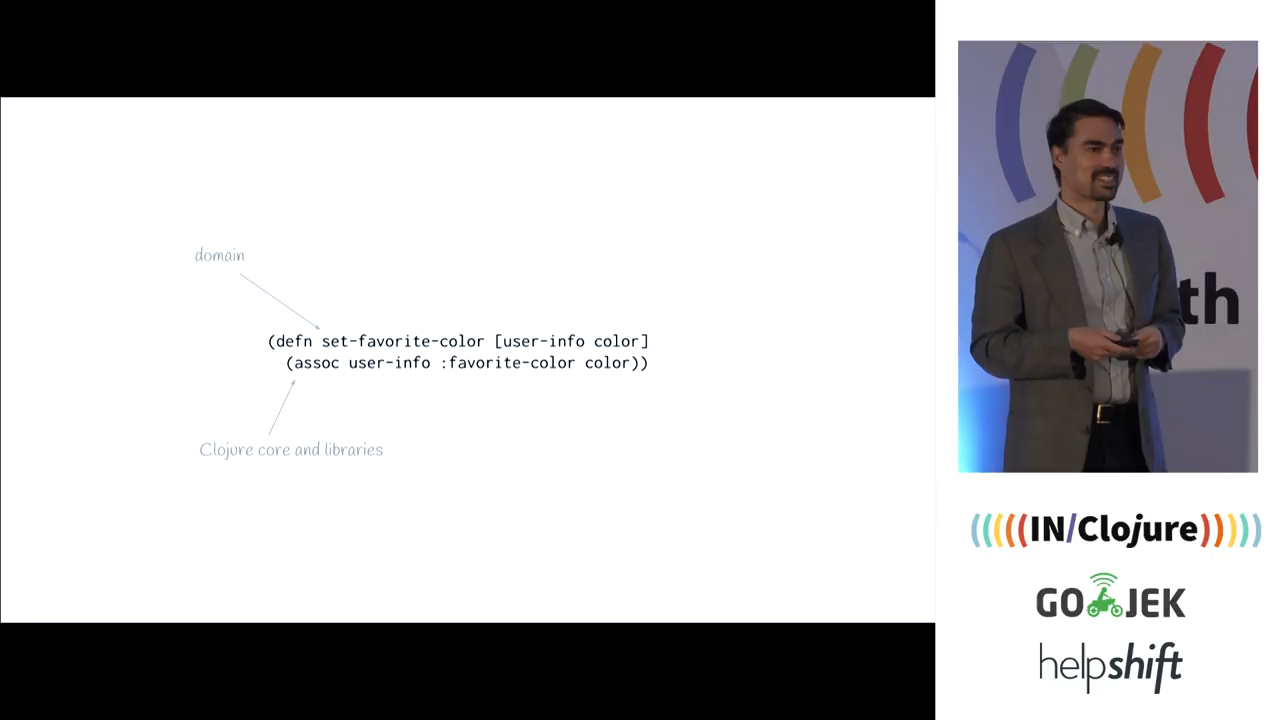 domain
(defn set-favorite-color [user-info color]
(assoc user-info :favorite-color color))
Clojure core and libraries
th
(((((IN/Clojure)))))
GOJEK
helpshift